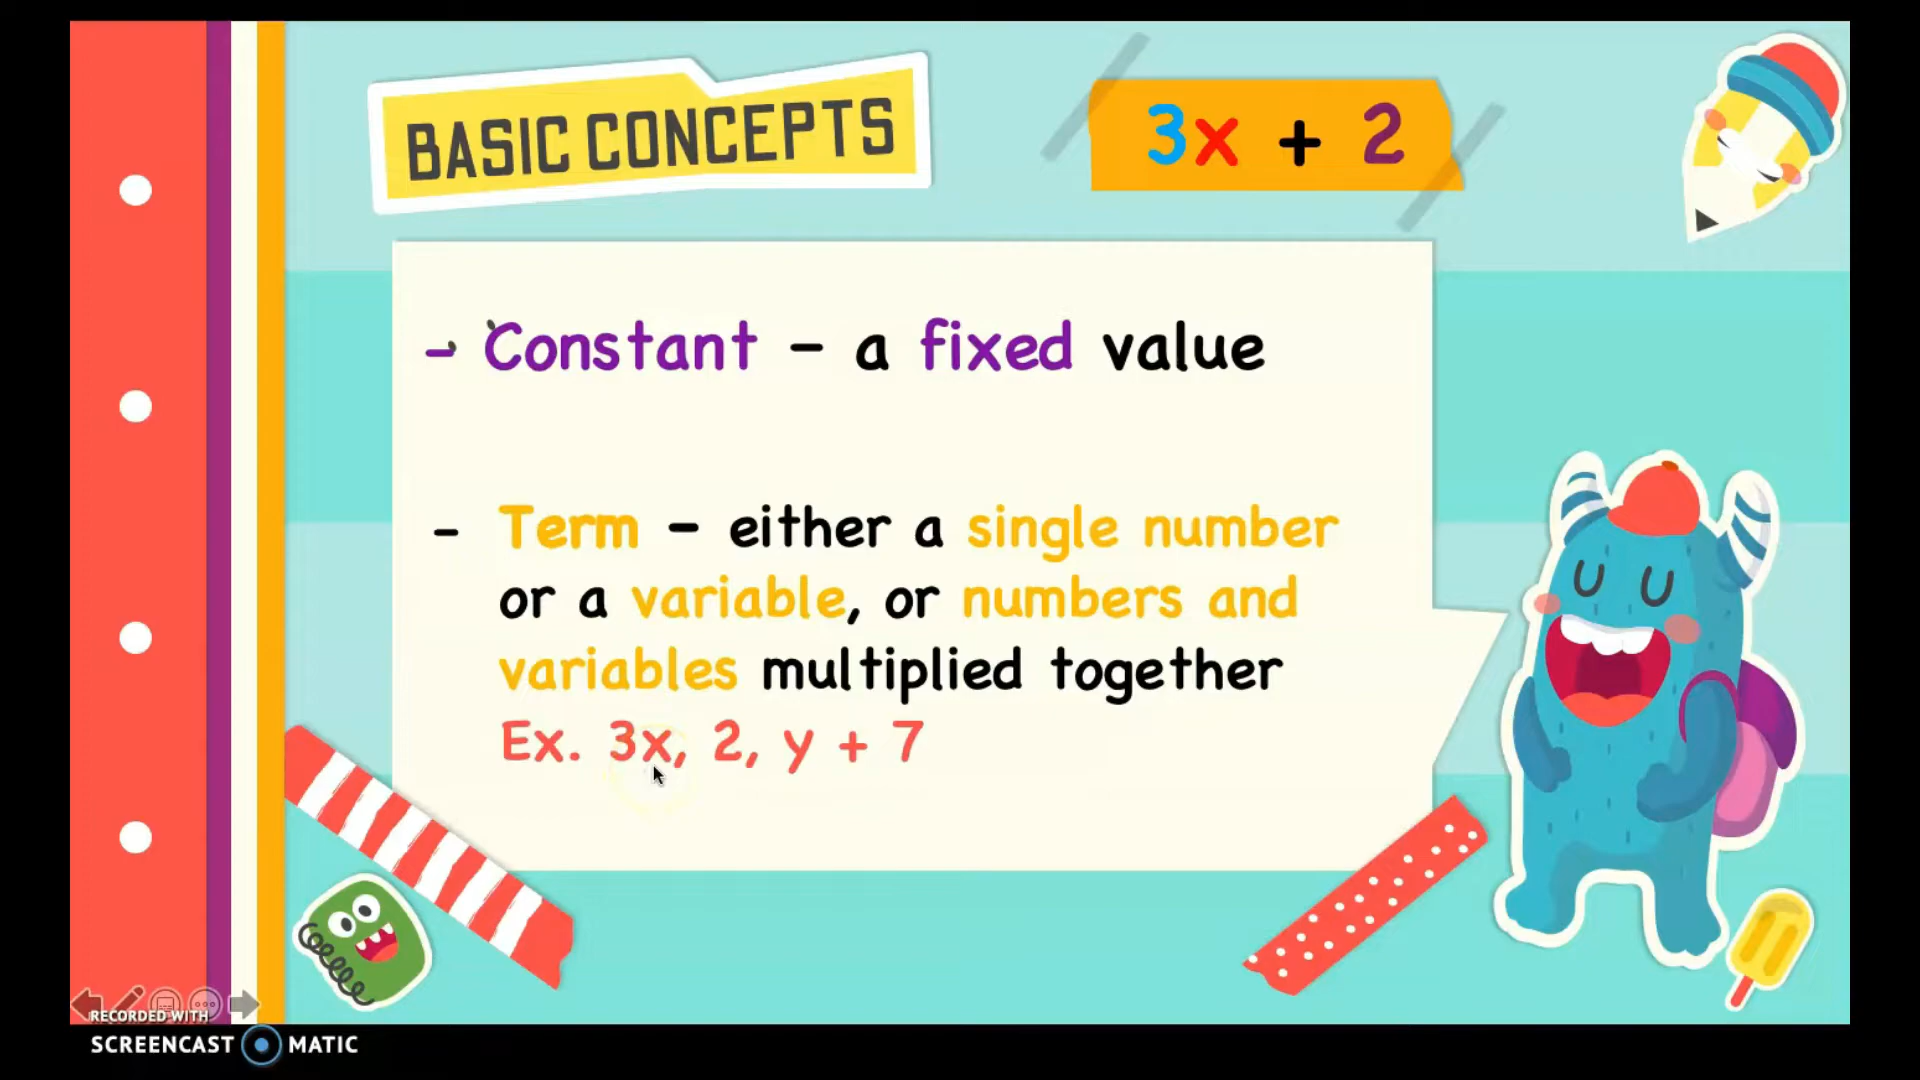 BASIC CONCEPTS
3x + 2
- Constant - a fixed value
- Term - either a single number
or a variable, or numbers and
variables multiplied together
Ex. 3x, 2, y + 7
RECORDED WITH
SCREENCAST MATIC